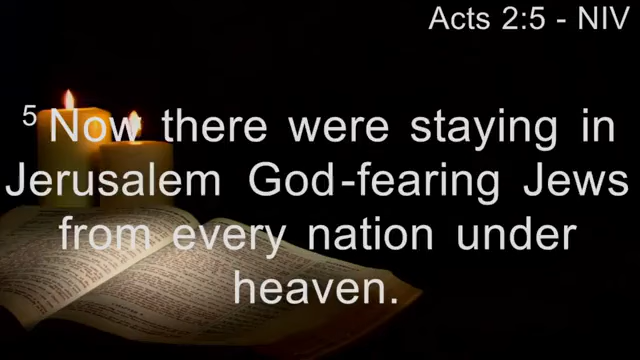 Acts 2:5 - NIV
5 Now there were staying in
Jerusalem God-fearing Jews
from every nation under
heaven.